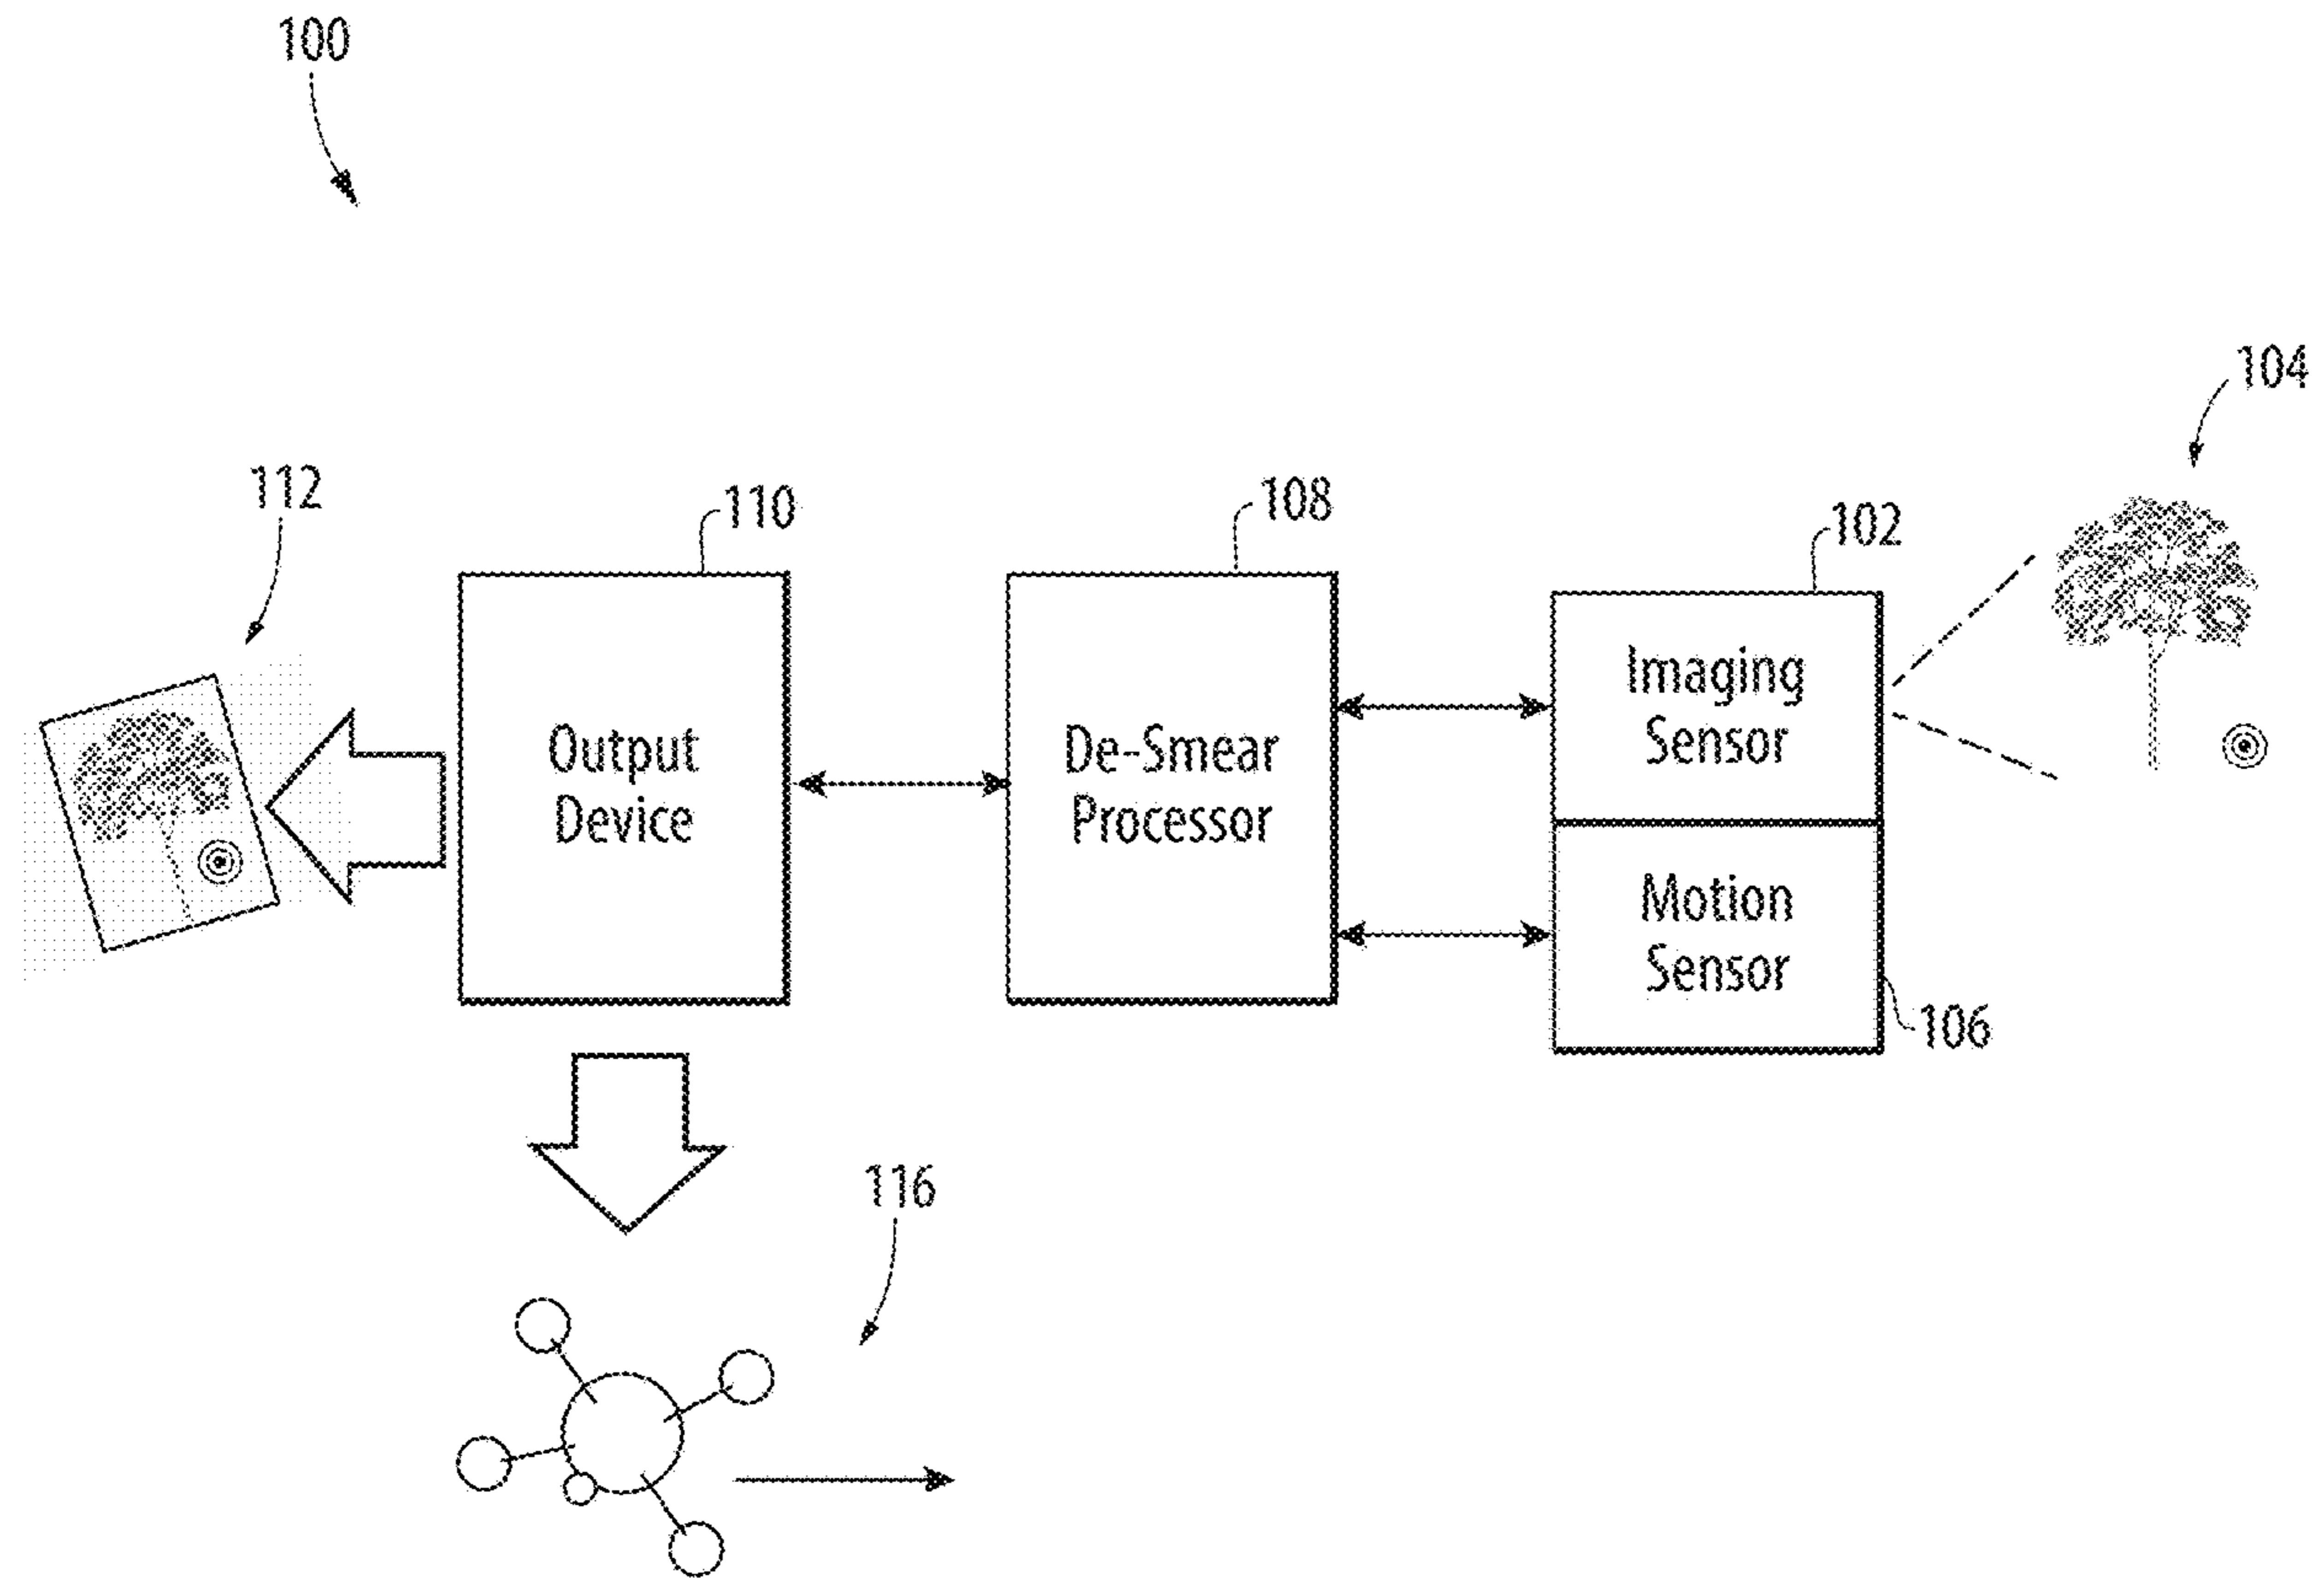 100
104
112
110
108
102
Output
Device
De-Smear
Processor
Imaging
Sensor
Motion
Sensor
106
116